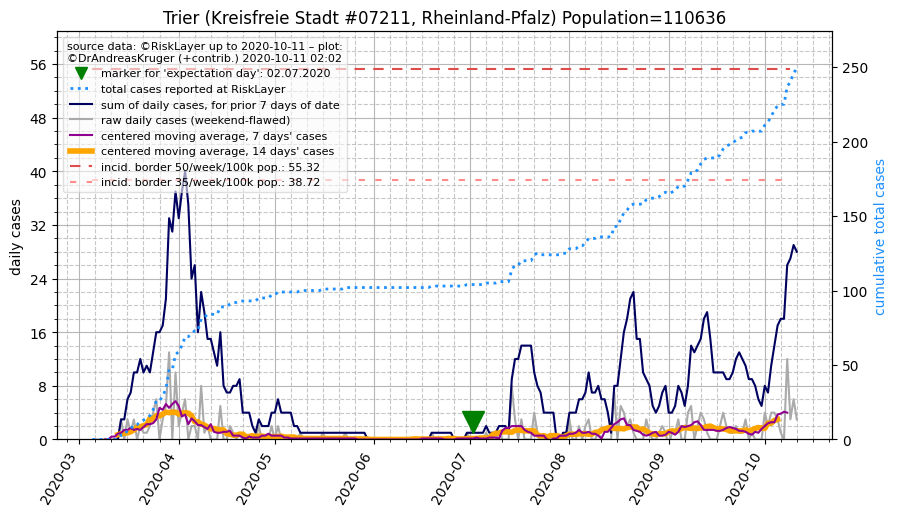 Trier (Kreisfreie Stadt #07211, Rheinland-Pfalz) Population=110636
source data: ©RiskLayer up to 2020-10-11 – plot:
©DrAndreasKruger (+contrib.) 2020-10-11 02:02
marker for 'expectation day': 02.07.2020
total cases reported at RiskLayer
sum of daily cases, for prior 7 days of date
raw daily cases (weekend-flawed)
centered moving average, 7 days' cases
centered moving average, 14 days' cases
incid. border 50/week/100k pop.: 55.32
incid. border 35/week/100k pop.: 38.72
daily cases
56
48
40
32
24
16
8
0
cumulative total cases
250
200
150
100
50
0
2020-03
2020-04
2020-05
2020-06
2020-07
2020-08
2020-09
2020-10